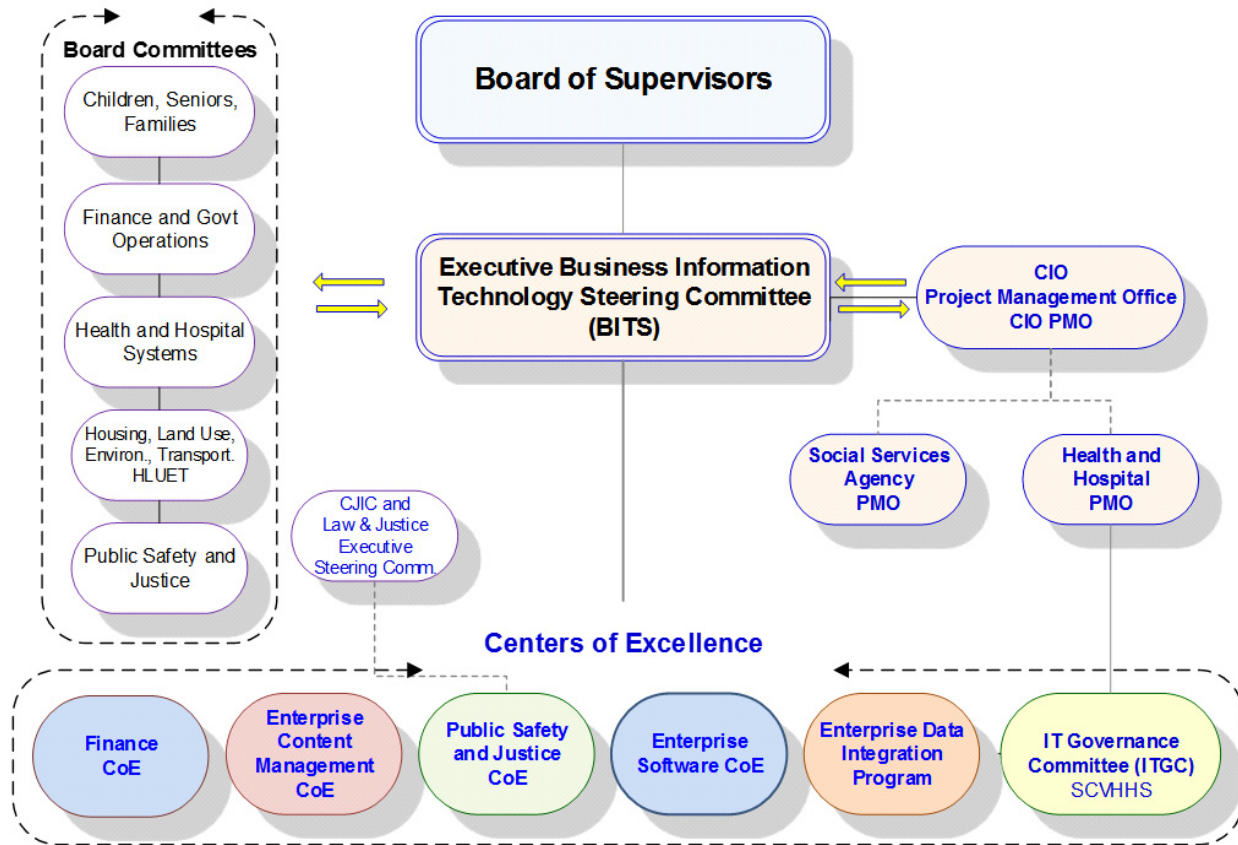 Board Committees
Children, Seniors,
Families
Finance and Govt
Operations
Health and Hospital
Systems
Housing, Land Use,
Environ., Transport.
HLUET
Public Safety and
Justice
Board of Supervisors
Executive Business Information
Technology Steering Committee
(BITS)
CIO
Project Management Office
CIO PMO
Social Services
Agency
PMO
Health and
Hospital
PMO
CJIC and
Law & Justice
Executive
Steering Comm.
Centers of Excellence
Finance
CoE
Enterprise
Content
Management
CoE
Public Safety
and Justice
CoE
Enterprise
Software CoE
Enterprise Data
Integration
Program
IT Governance
Committee (ITGC)
SCVHHS